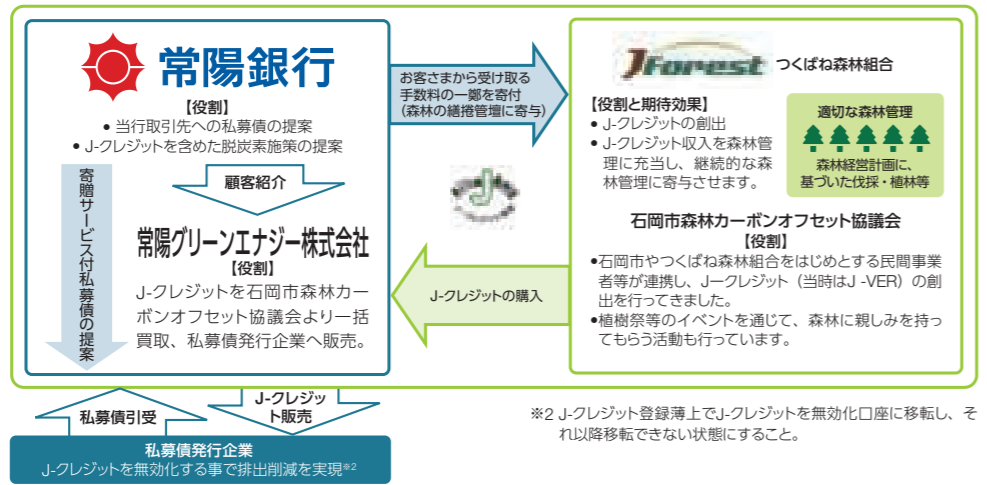 常陽銀行
【役割】
● 当行取引先への私募債の提案
● J-クレジットを含めた脱炭素施策の提案
寄贈サービス付私募債の提案
顧客紹介
常陽グリーンエナジー株式会社
【役割】
J-クレジットを石岡市森林カー
ボンオフセット協議会より一括
買取、私募債発行企業へ販売。
お客さまから受け取る
手数料の一鄭を寄付
（森林の繕捲管壇に寄与）
J
J-クレジットの購入
JForest
つくばね森林組合
【役割と期待効果】
● J-クレジットの創出
● J-クレジット収入を森林管
理に充当し、継続的な森
林管理に寄与させます。
適切な森林管理
森林経営計画に、
基づいた伐採・植林等
石岡市森林カーボンオフセット協議会
【役割】
●石岡市やつくばね森林組合をはじめとする民間事業
者等が連携し、Jークレジット（当時はJ -VER）の創
出を行ってきました。
●植樹祭等のイベントを通じて、森林に親しみを持っ
てもらう活動も行っています。
私募債引受
J-クレジッ
ト販売
私募債発行企業
J-クレジットを無効化する事で排出削減を実現※2
※2 J-クレジット登録薄上でJ-クレジットを無効化口座に移転し、そ
れ以降移転できない状態にすること。